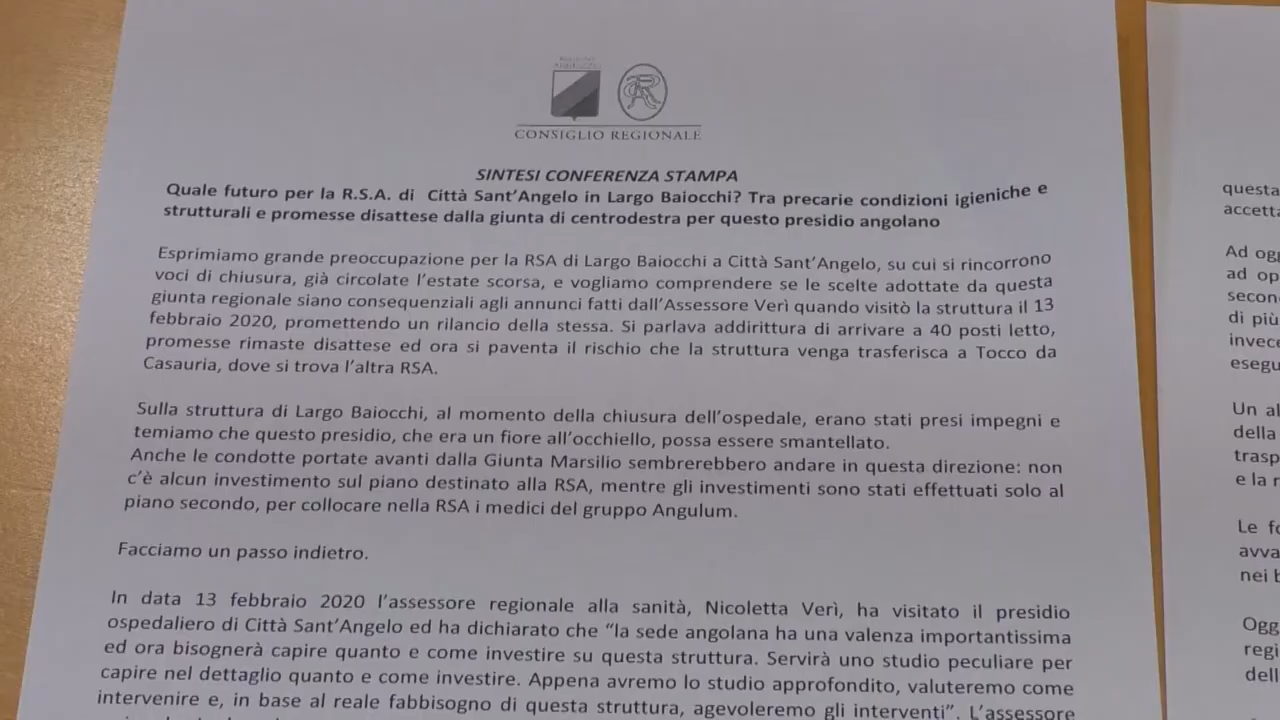 CONSIGLIO REGIONALE
SINTESI CONFERENZA STAMPA
Quale futuro per la R.S.A. di Città Sant'Angelo in Largo Baiocchi? Tra precarie condizioni igieniche e
strutturali e promesse disattese dalla giunta di centrodestra per questo presidio angolano
Esprimiamo grande preoccupazione per la RSA di Largo Baiocchi a Città Sant'Angelo, su cui si rincorrono
voci di chiusura, già circolate l'estate scorsa, e vogliamo comprendere se le scelte adottate da questa
giunta regionale siano consequenziali agli annunci fatti dall'Assessore Verì quando visitò la struttura il 13
febbraio 2020, promettendo un rilancio della stessa. Si parlava addirittura di arrivare a 40 posti letto,
promesse rimaste disattese ed ora si paventa il rischio che la struttura venga trasferisca a Tocco da
Casauria, dove si trova l'altra RSA.
Sulla struttura di Largo Baiocchi, al momento della chiusura dell'ospedale, erano stati presi impegni e
temiamo che questo presidio, che era un fiore all'occhiello, possa essere smantellato.
Anche le condotte portate avanti dalla Giunta Marsilio sembrerebbero andare in questa direzione: non
c'è alcun investimento sul piano destinato alla RSA, mentre gli investimenti sono stati effettuati solo al
piano secondo, per collocare nella RSA i medici del gruppo Angulum.
Facciamo un passo indietro.
In data 13 febbraio 2020 l'assessore regionale alla sanità, Nicoletta Verì, ha visitato il presidio
ospedaliero di Città Sant'Angelo ed ha dichiarato che "la sede angolana ha una valenza importantissima
ed ora bisognerà capire quanto e come investire su questa struttura. Servirà uno studio peculiare per
capire nel dettaglio quanto e come investire. Appena avremo lo studio approfondito, valuteremo come
intervenire e, in base al reale fabbisogno di questa struttura, agevoleremo gli interventi". L'assessore
questa
accetta
Ad ogg
ad op
secon
di più
invece
esegu
Un al
della
trasp
e la r
Le fo
avva
nei b
Ogg
regi
dell